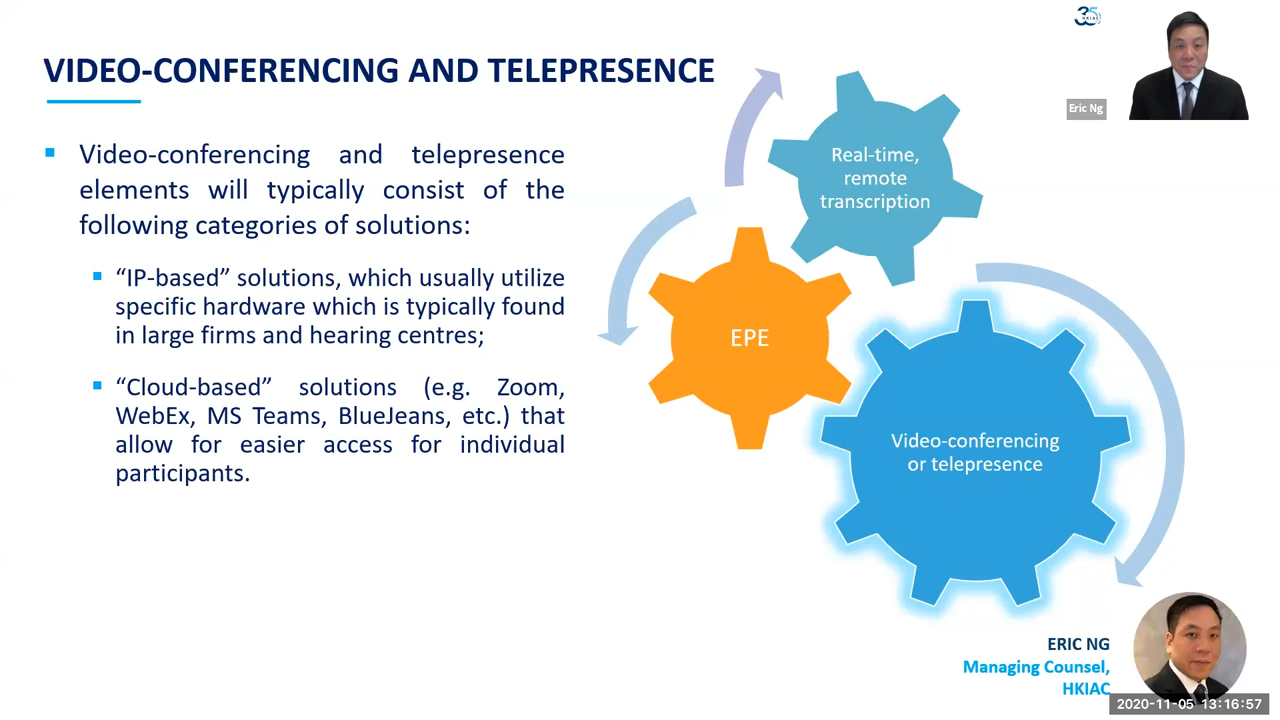 35
HKIAC
Eric Ng
VIDEO-CONFERENCING AND TELEPRESENCE
Video-conferencing and telepresence
elements will typically consist of the
following categories of solutions:
“IP-based” solutions, which usually utilize
specific hardware which is typically found
in large firms and hearing centres;
“Cloud-based” solutions (e.g. Zoom,
WebEx, MS Teams, BlueJeans, etc.) that
allow for easier access for individual
participants.
Real-time,
remote
transcription
EPE
Video-conferencing
or telepresence
ERIC NG
Managing Counsel,
HKIAC
2020-11-05 13:16:57